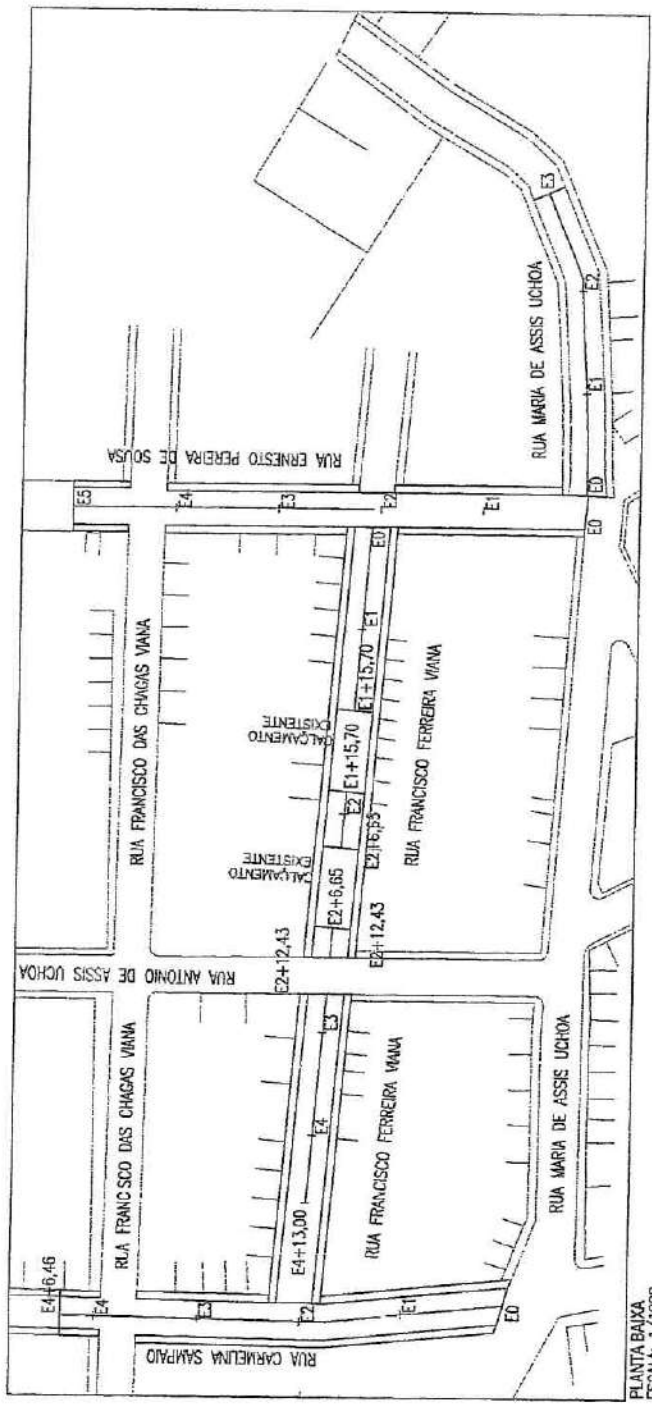 RUA FRANCISCO DAS CHAGAS VIANA
RUA ERNESTO PEREIRA DE SOUSA
E5
E4
E3
E2
E1
E0
RUA MARIA DE ASSIS UCHOA
E0
E1
E2
E3
E0
E1
E1+15,70
CALÇAMENTO
EXISTENTE
E1+15,70
E2
E2+6,65
CALÇAMENTO
EXISTENTE
E2+6,65
RUA FRANCISCO FERREIRA VIANA
E2+12,43
E2+12,43
RUA ANTONIO DE ASSIS UCHOA
RUA FRANCISCO DAS CHAGAS VIANA
E3
E4
E4+13,00
RUA FRANCISCO FERREIRA VIANA
RUA MARIA DE ASSIS UCHOA
E4+6,46
E4
E3
E2
E1
E0
RUA CARMELINA SAMPAIO
PLANTA BAIXA